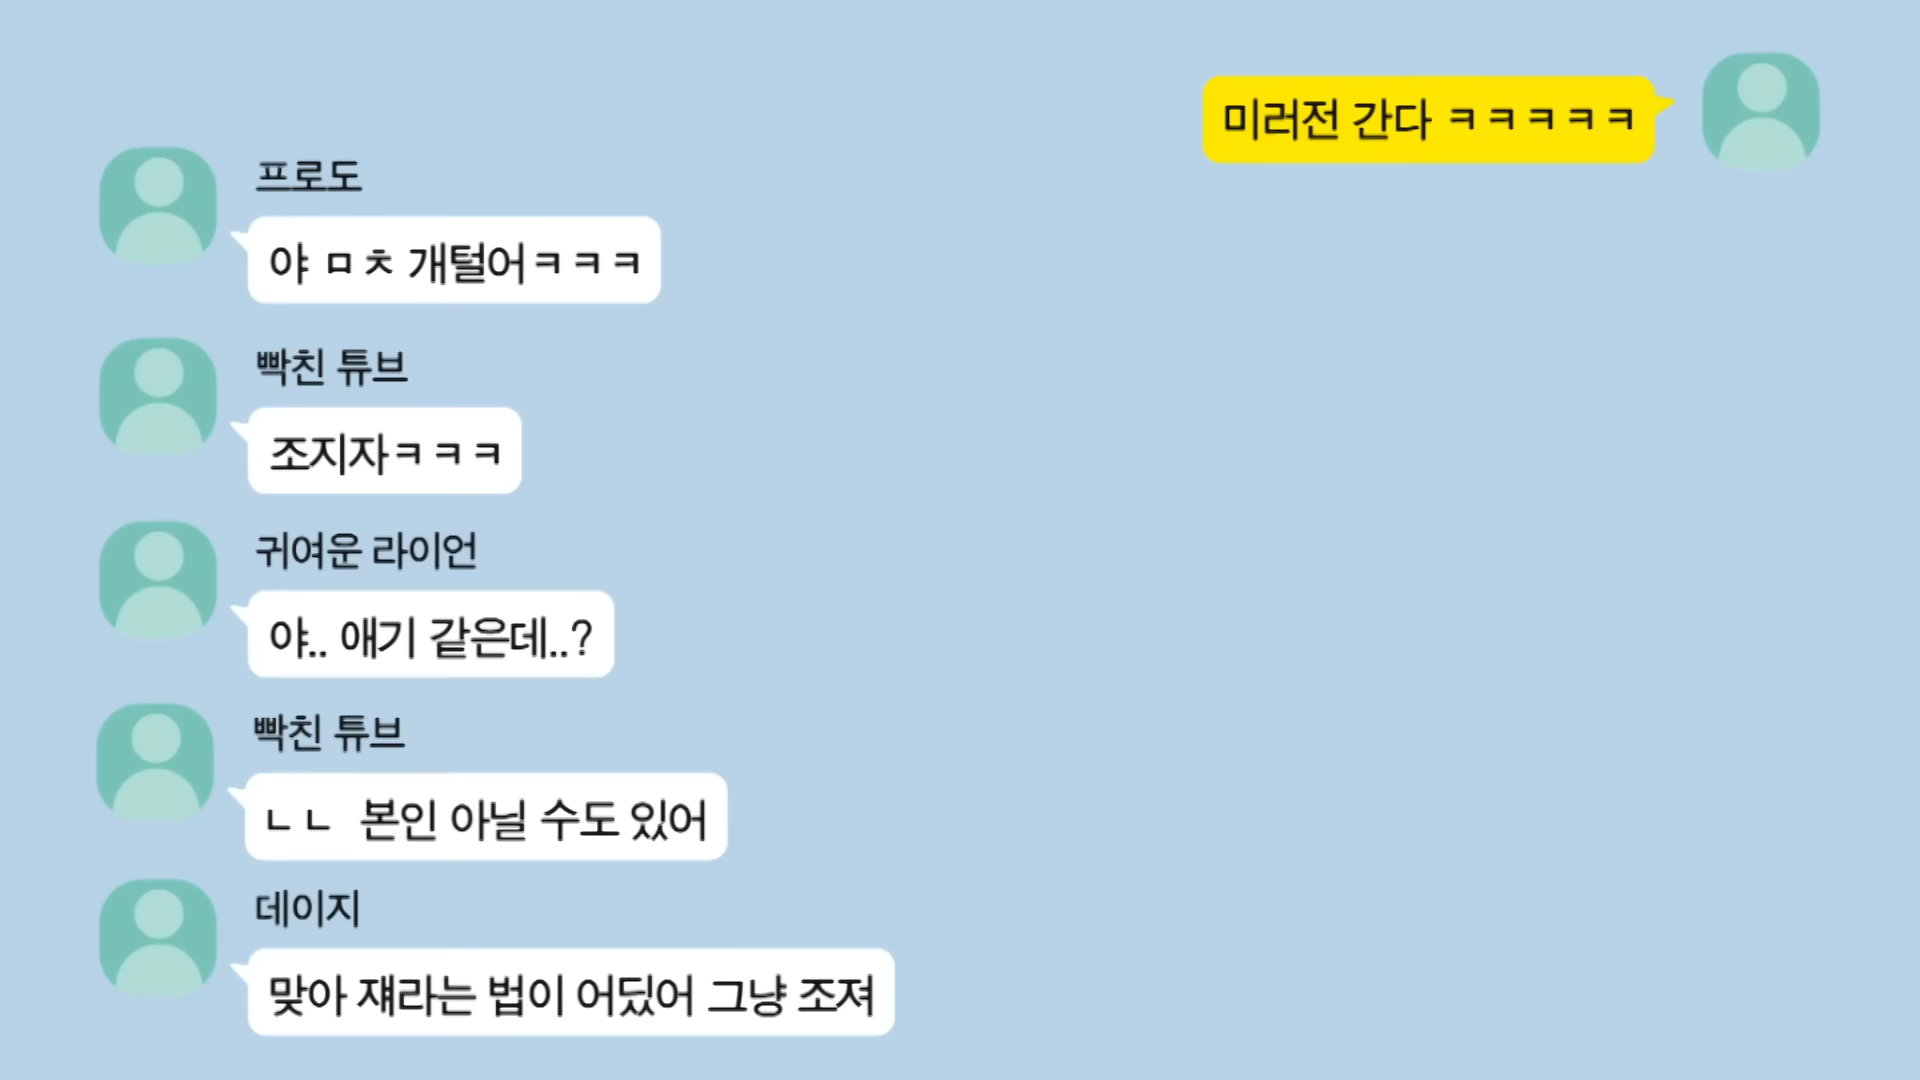 미러전 간다 ㅋㅋㅋㅋㅋ
프로도
야 ㅁㅊ 개털어ㅋㅋㅋ
빡친 튜브
조지자ㅋㅋㅋ
귀여운 라이언
야.. 애기 같은데..?
빡친 튜브
ㄴㄴ 본인 아닐 수도 있어
데이지
맞아 쟤라는 법이 어딨어 그냥 조져